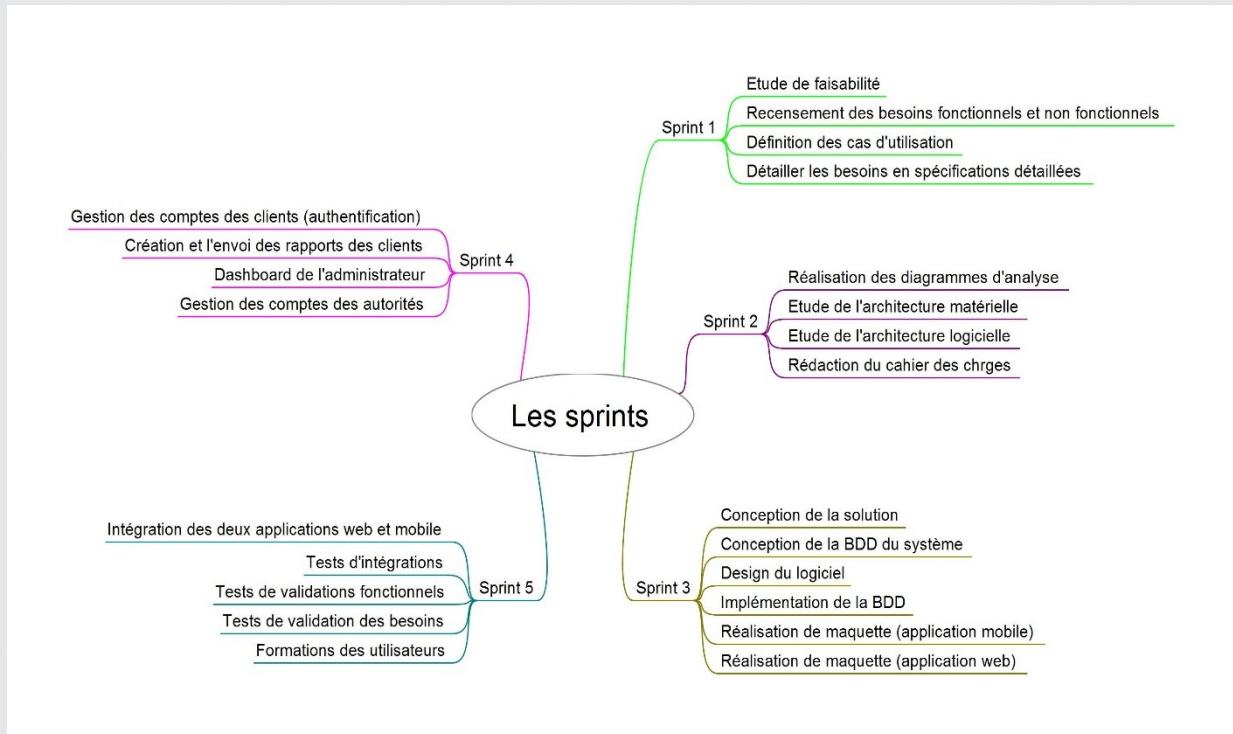 Les sprints
Sprint 1
Etude de faisabilité
Recensement des besoins fonctionnels et non fonctionnels
Définition des cas d'utilisation
Détailler les besoins en spécifications détaillées
Sprint 2
Réalisation des diagrammes d'analyse
Etude de l'architecture matérielle
Etude de l'architecture logicielle
Rédaction du cahier des chrges
Sprint 3
Conception de la solution
Conception de la BDD du système
Design du logiciel
Implémentation de la BDD
Réalisation de maquette (application mobile)
Réalisation de maquette (application web)
Sprint 4
Gestion des comptes des clients (authentification)
Création et l'envoi des rapports des clients
Dashboard de l'administrateur
Gestion des comptes des autorités
Sprint 5
Intégration des deux applications web et mobile
Tests d'intégrations
Tests de validations fonctionnels
Tests de validation des besoins
Formations des utilisateurs